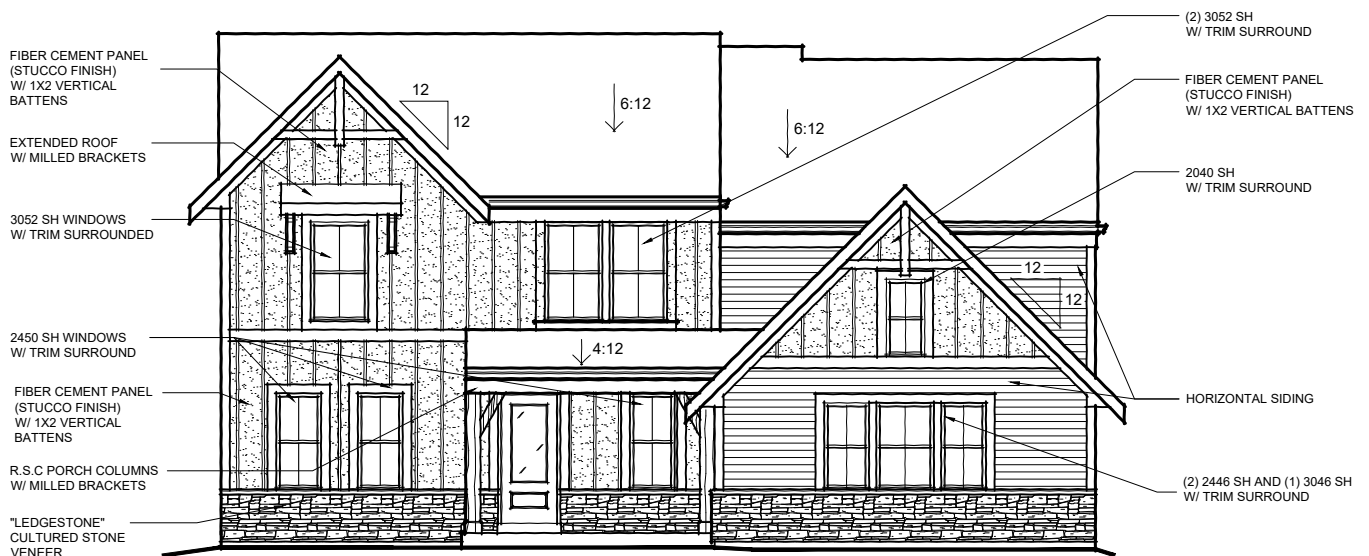 FIBER CEMENT PANEL
(STUCCO FINISH)
W/ 1X2 VERTICAL
BATTENS
EXTENDED ROOF
W/ MILLED BRACKETS
3052 SH WINDOWS
W/ TRIM SURROUNDED
2450 SH WINDOWS
W/ TRIM SURROUND
FIBER CEMENT PANEL
(STUCCO FINISH)
W/ 1X2 VERTICAL
BATTENS
R.S.C PORCH COLUMNS
W/ MILLED BRACKETS
"LEDGESTONE"
CULTURED STONE
VENEER
12
12
6:12
6:12
4:12
12
12
(2) 3052 SH
W/ TRIM SURROUND
FIBER CEMENT PANEL
(STUCCO FINISH)
W/ 1X2 VERTICAL BATTENS
2040 SH
W/ TRIM SURROUND
HORIZONTAL SIDING
(2) 2446 SH AND (1) 3046 SH
W/ TRIM SURROUND